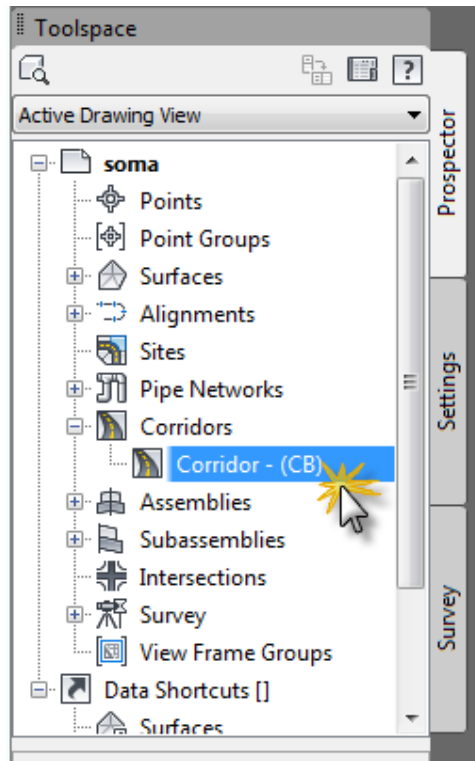 Toolspace
?
Active Drawing View
soma
Points
Point Groups
Surfaces
Alignments
Sites
Pipe Networks
Corridors
Corridor - (CB)
Assemblies
Subassemblies
Intersections
Survey
View Frame Groups
Data Shortcuts []
Surfaces
Prospector
Settings
Survey